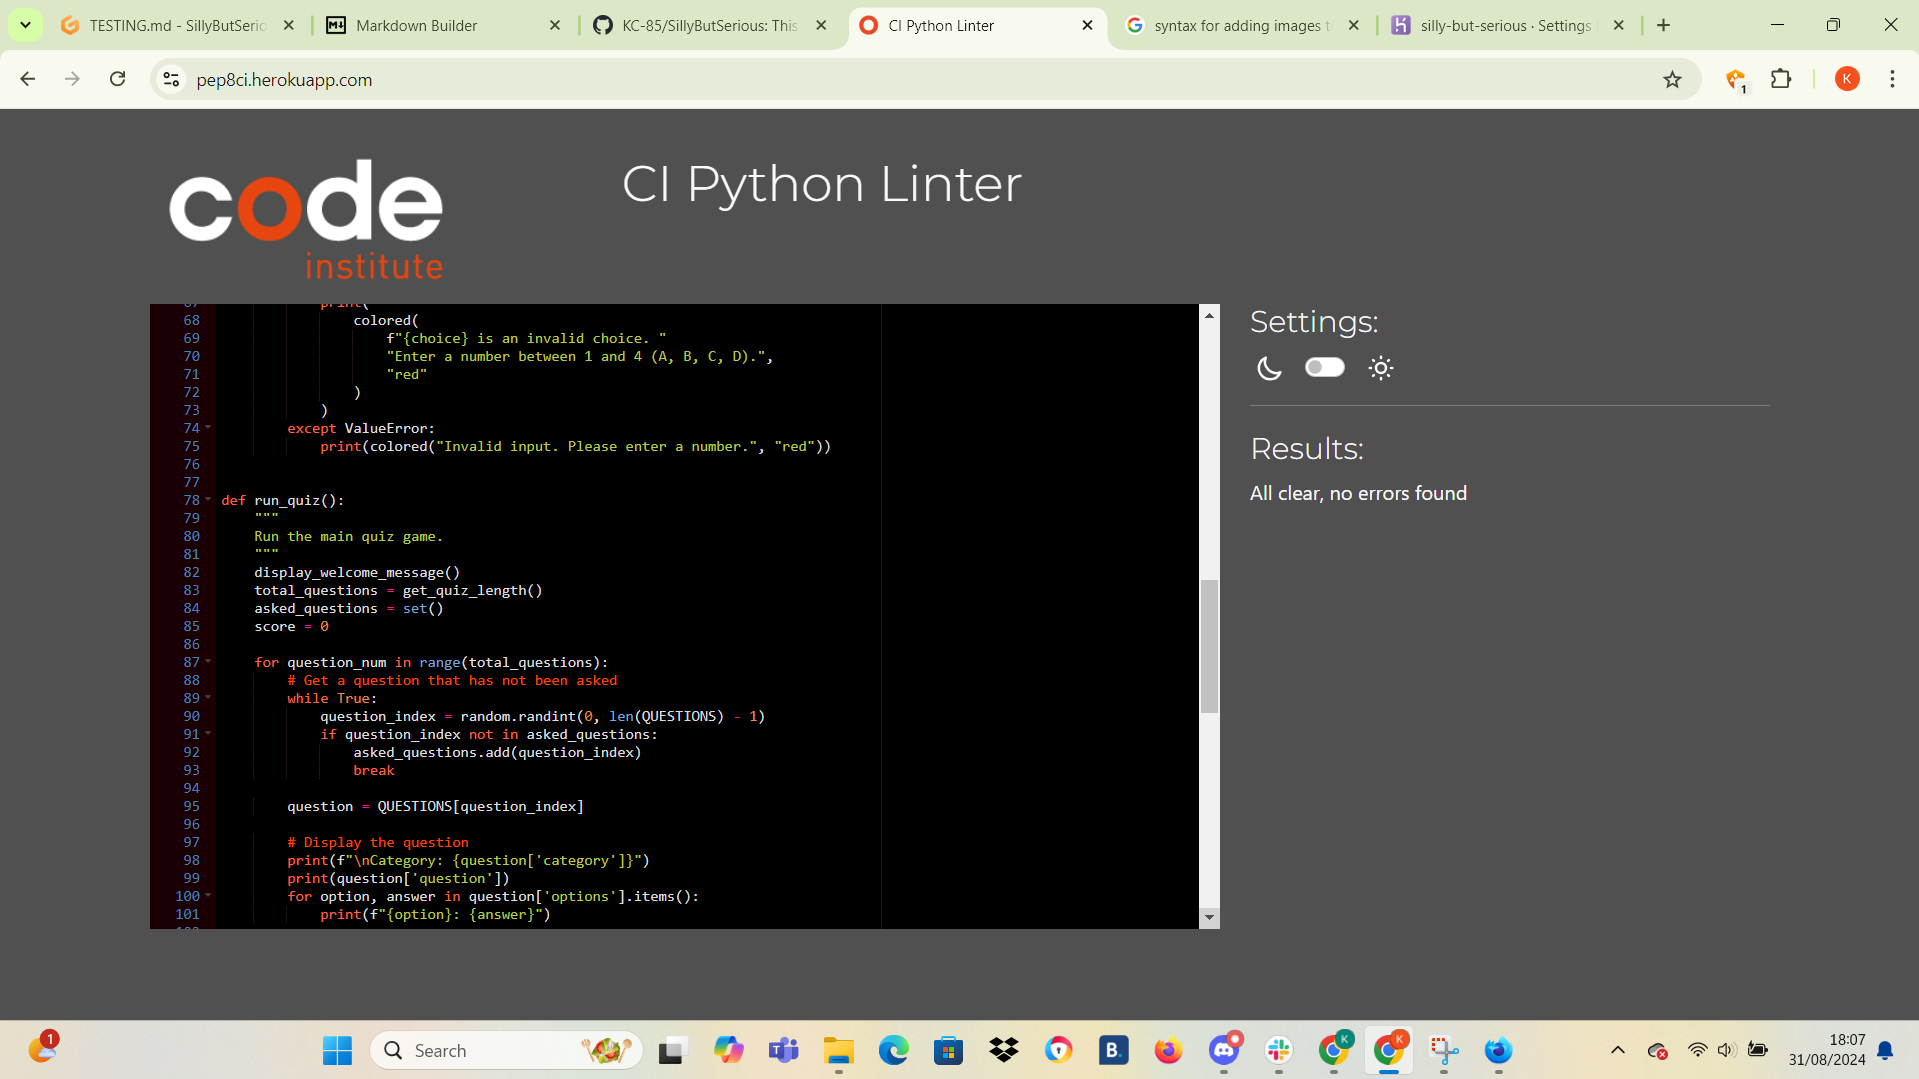 TESTING.md - SillyButSerio
Markdown Builder
KC-85/SillyButSerious: This
CI Python Linter
syntax for adding images t
silly-but-serious · Settings
pep8ci.herokuapp.com
1
K
code
institute
CI Python Linter
67 print(
68 colored(
69 f"{choice} is an invalid choice. "
70 "Enter a number between 1 and 4 (A, B, C, D).",
71 "red"
72 )
73 )
74 except ValueError:
75 print(colored("Invalid input. Please enter a number.", "red"))
76
77
78 def run_quiz():
79 """
80 Run the main quiz game.
81 """
82 display_welcome_message()
83 total_questions = get_quiz_length()
84 asked_questions = set()
85 score = 0
86
87 for question_num in range(total_questions):
88 # Get a question that has not been asked
89 while True:
90 question_index = random.randint(0, len(QUESTIONS) - 1)
91 if question_index not in asked_questions:
92 asked_questions.add(question_index)
93 break
94
95 question = QUESTIONS[question_index]
96
97 # Display the question
98 print(f"\nCategory: {question['category']}")
99 print(question['question'])
100 for option, answer in question['options'].items():
101 print(f"{option}: {answer}")
Settings:
Results:
All clear, no errors found
1
Search
B.
K
K
18:07
31/08/2024